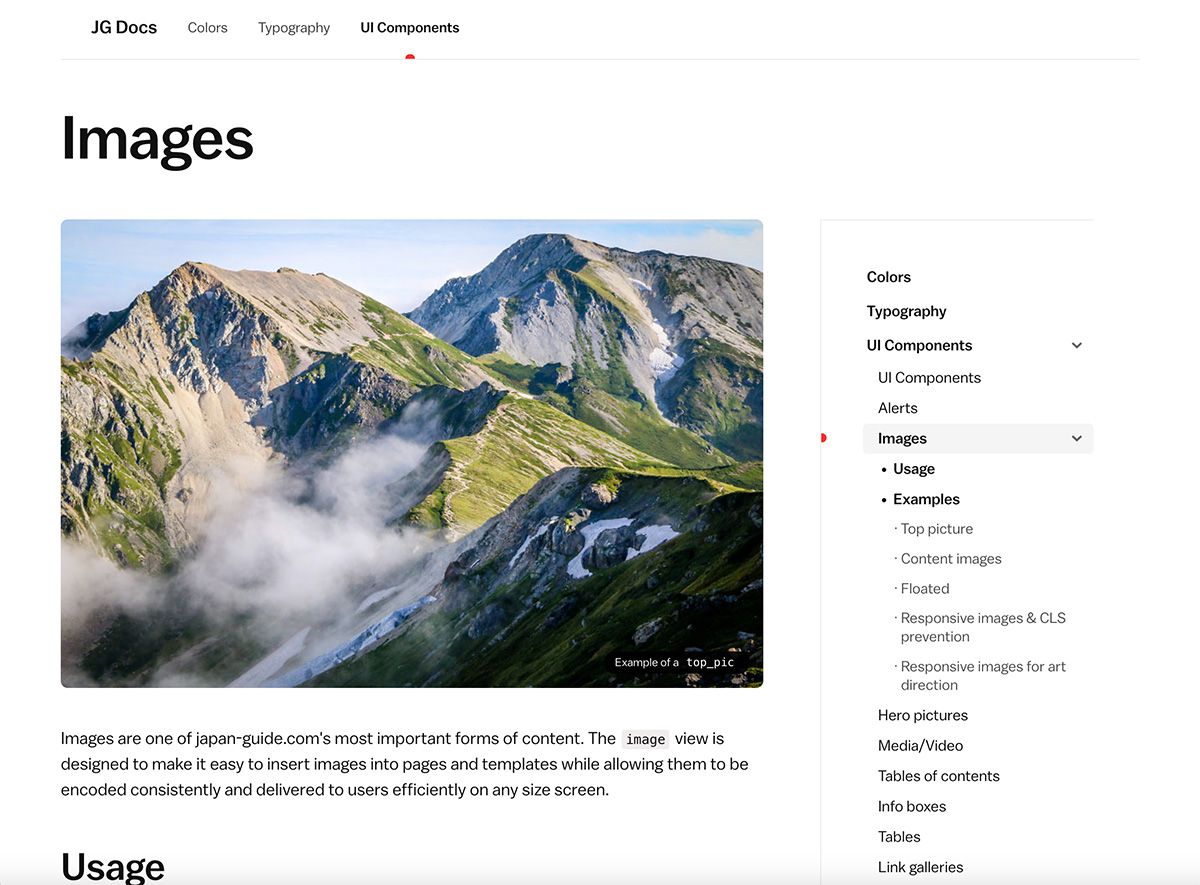 JG Docs Colors Typography UI Components
Images
Example of a top_pic
Images are one of japan-guide.com's most important forms of content. The image view is
designed to make it easy to insert images into pages and templates while allowing them to be
encoded consistently and delivered to users efficiently on any size screen.
Usage
Colors
Typography
UI Components
UI Components
Alerts
Images
• Usage
• Examples
· Top picture
· Content images
· Floated
· Responsive images & CLS
prevention
· Responsive images for art
direction
Hero pictures
Media/Video
Tables of contents
Info boxes
Tables
Link galleries